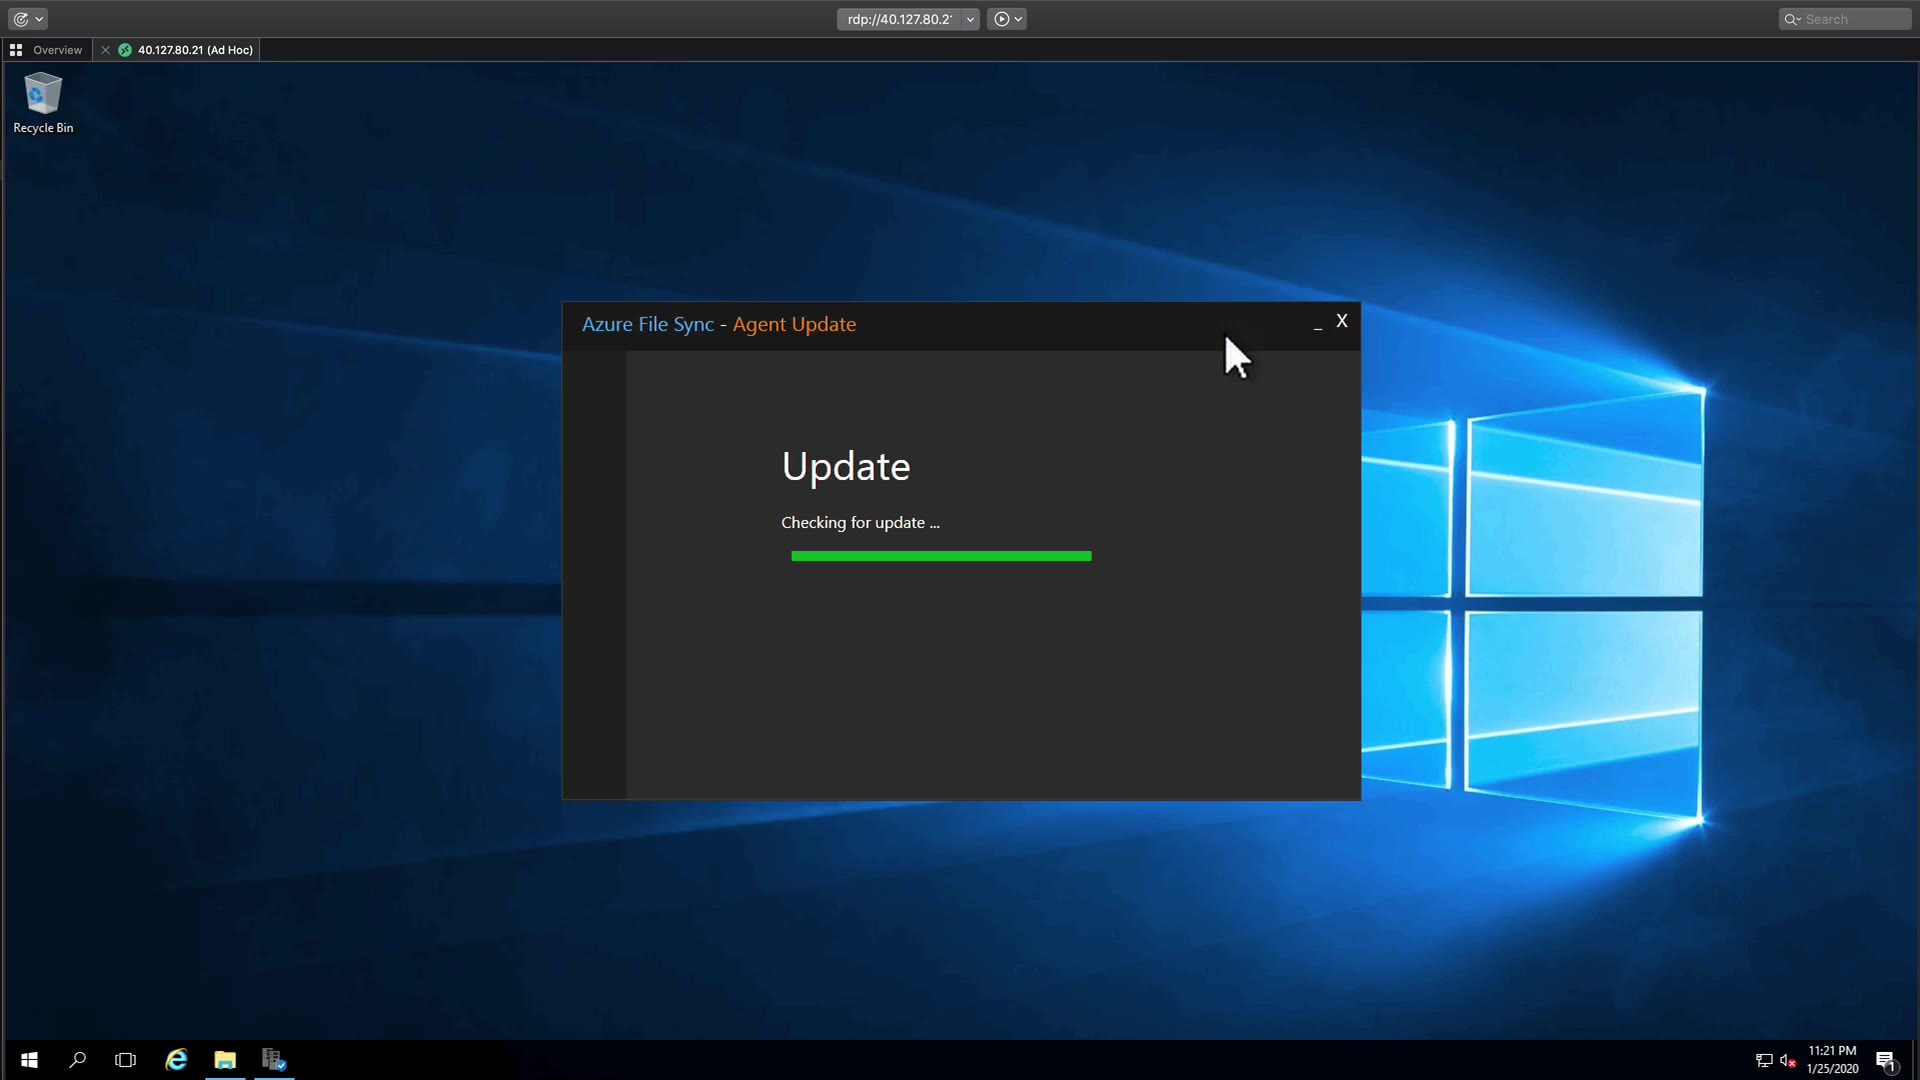 rdp://40.127.80.2
Search
Overview
40.127.80.21 (Ad Hoc)
Recycle Bin
Azure File Sync - Agent Update
_ X
Update
Checking for update ...
11:21 PM
1/25/2020
1